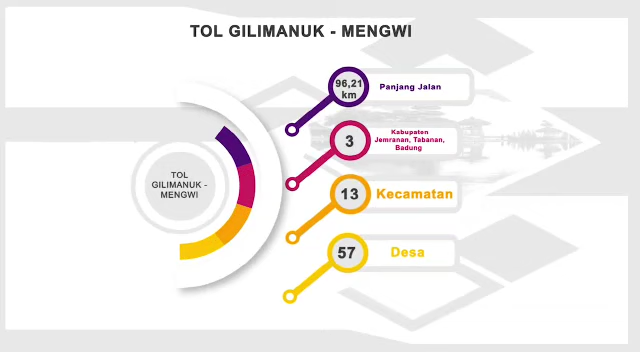 TOL GILIMANUK - MENGWI
96,21
km
Panjang Jalan
3
Kabupaten
Jemranan, Tabanan,
Badung
TOL
GILIMANUK -
MENGWI
13
Kecamatan
57
Desa